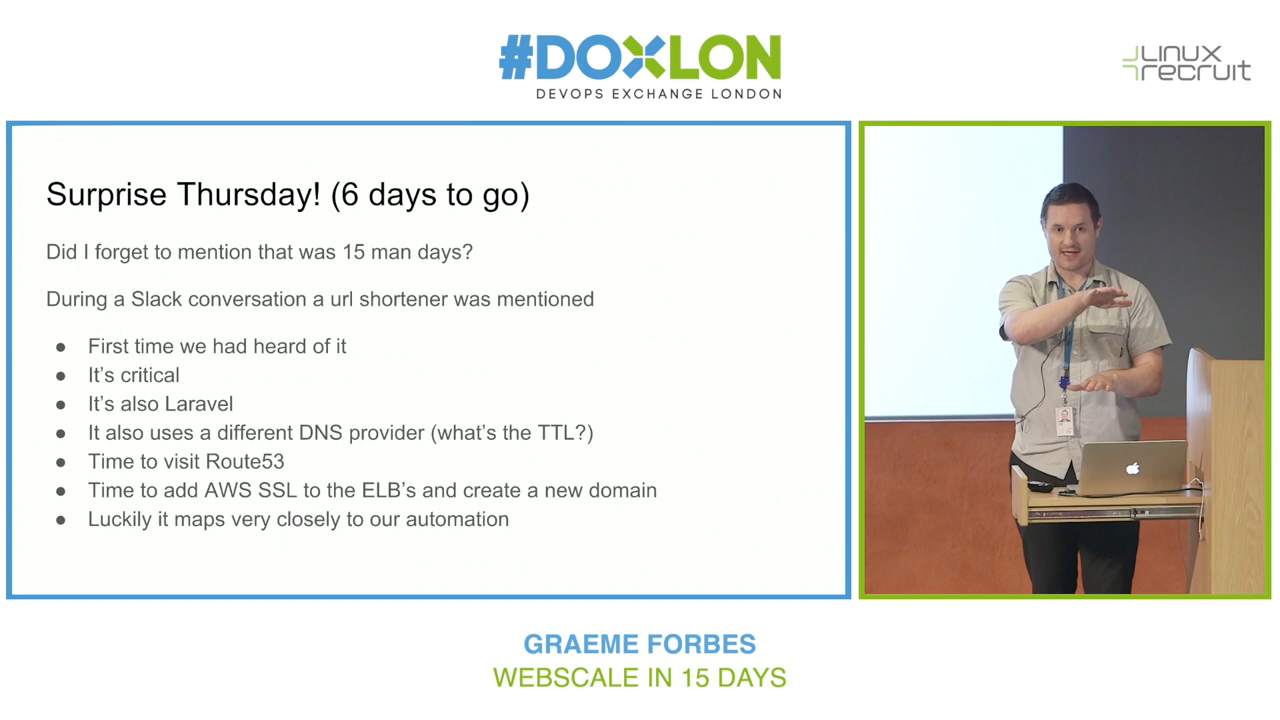 #DOXLON
DEVOPS EXCHANGE LONDON
LINUX
recruit
Surprise Thursday! (6 days to go)
Did I forget to mention that was 15 man days?
During a Slack conversation a url shortener was mentioned
● First time we had heard of it
● It’s critical
● It’s also Laravel
● It also uses a different DNS provider (what’s the TTL?)
● Time to visit Route53
● Time to add AWS SSL to the ELB’s and create a new domain
● Luckily it maps very closely to our automation
GRAEME FORBES
WEBSCALE IN 15 DAYS